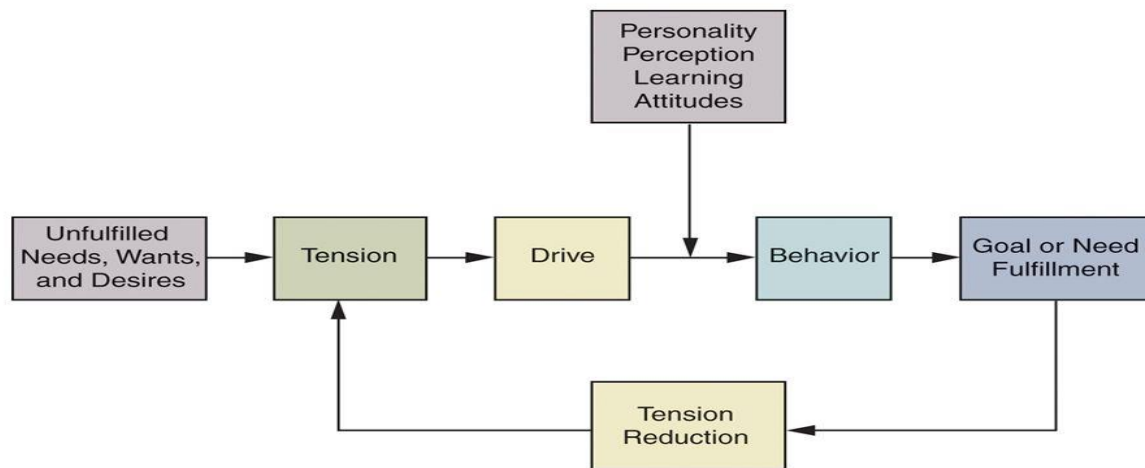 Personality
Perception
Learning
Attitudes
Unfulfilled
Needs, Wants,
and Desires
Tension
Drive
Behavior
Goal or Need
Fulfillment
Tension
Reduction